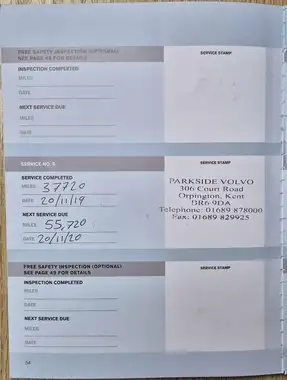 FREE SAFETY INSPECTION (OPTIONAL)
SEE PAGE 49 FOR DETAILS
SERVICE STAMP
INSPECTION COMPLETED
MILES
DATE
NEXT SERVICE DUE
MILES
DATE
SERVICE NO. 5
SERVICE STAMP
SERVICE COMPLETED
MILES 37720
DATE 20/11/19
NEXT SERVICE DUE
MILES 55,720
DATE 20/11/20
PARKSIDE VOLVO
306 Court Road
Orpington, Kent
BR6 9DA
Telephone: 01689 878000
Fax: 01689 829925
FREE SAFETY INSPECTION (OPTIONAL)
SEE PAGE 49 FOR DETAILS
SERVICE STAMP
INSPECTION COMPLETED
MILES
DATE
NEXT SERVICE DUE
MILES
DATE
54